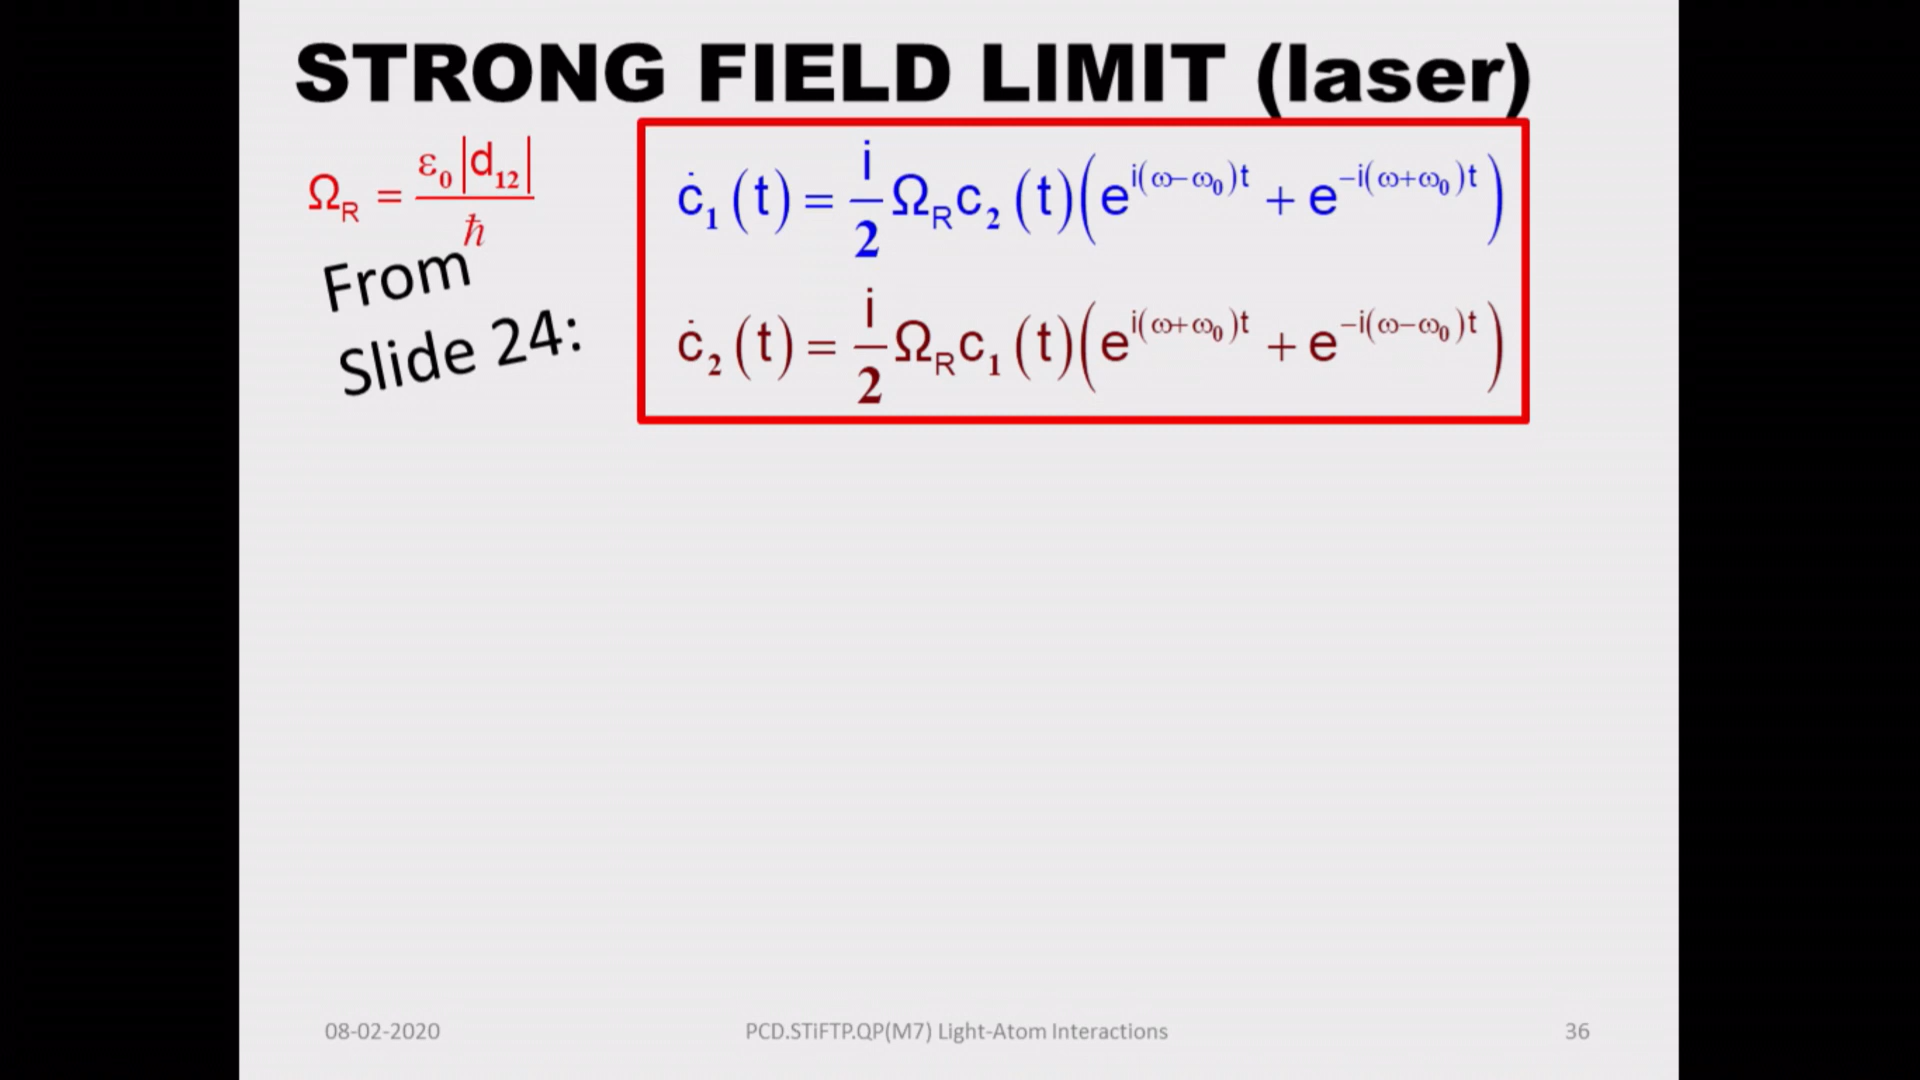 STRONG FIELD LIMIT (laser)
Ω_R = ε₀|d₁₂| / ħ
From
Slide 24:
ċ₁(t) = i/2 Ω_R c₂(t)(e^{i(ω−ω₀)t} + e^{−i(ω+ω₀)t})
ċ₂(t) = i/2 Ω_R c₁(t)(e^{i(ω+ω₀)t} + e^{−i(ω−ω₀)t})
08-02-2020
PCD.STiFTP.QP(M7) Light-Atom Interactions
36